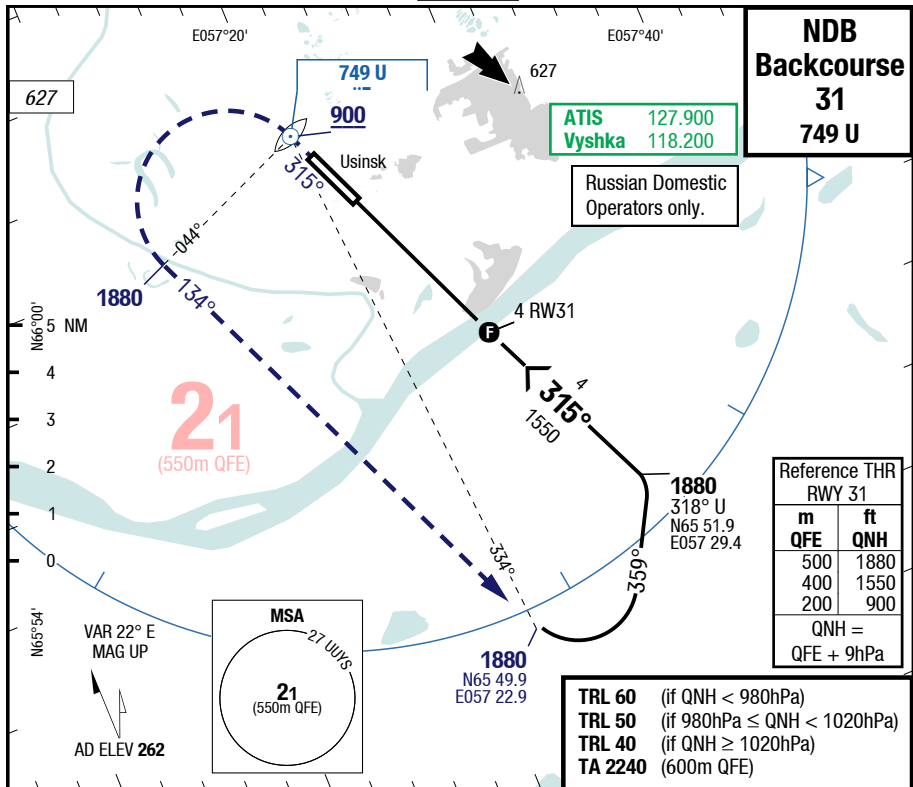 E057°20'
E057°40'
NDB
Backcourse
31
749 U
627
749 U
900
627
ATIS 127.900
Vyshka 118.200
Usinsk
315°
Russian Domestic
Operators only.
044°
1880
134°
N66°00'
5 NM
4
3
2
1
0
4 RW31
F
4
315°
1550
21
(550m QFE)
1880
318° U
N65 51.9
E057 29.4
Reference THR
RWY 31
m ft
QFE QNH
500 1880
400 1550
200 900
QNH =
QFE + 9hPa
334°
359°
N65°54'
VAR 22° E
MAG UP
AD ELEV 262
MSA
27 UUYS
21
(550m QFE)
1880
N65 49.9
E057 22.9
TRL 60 (if QNH < 980hPa)
TRL 50 (if 980hPa ≤ QNH < 1020hPa)
TRL 40 (if QNH ≥ 1020hPa)
TA 2240 (600m QFE)